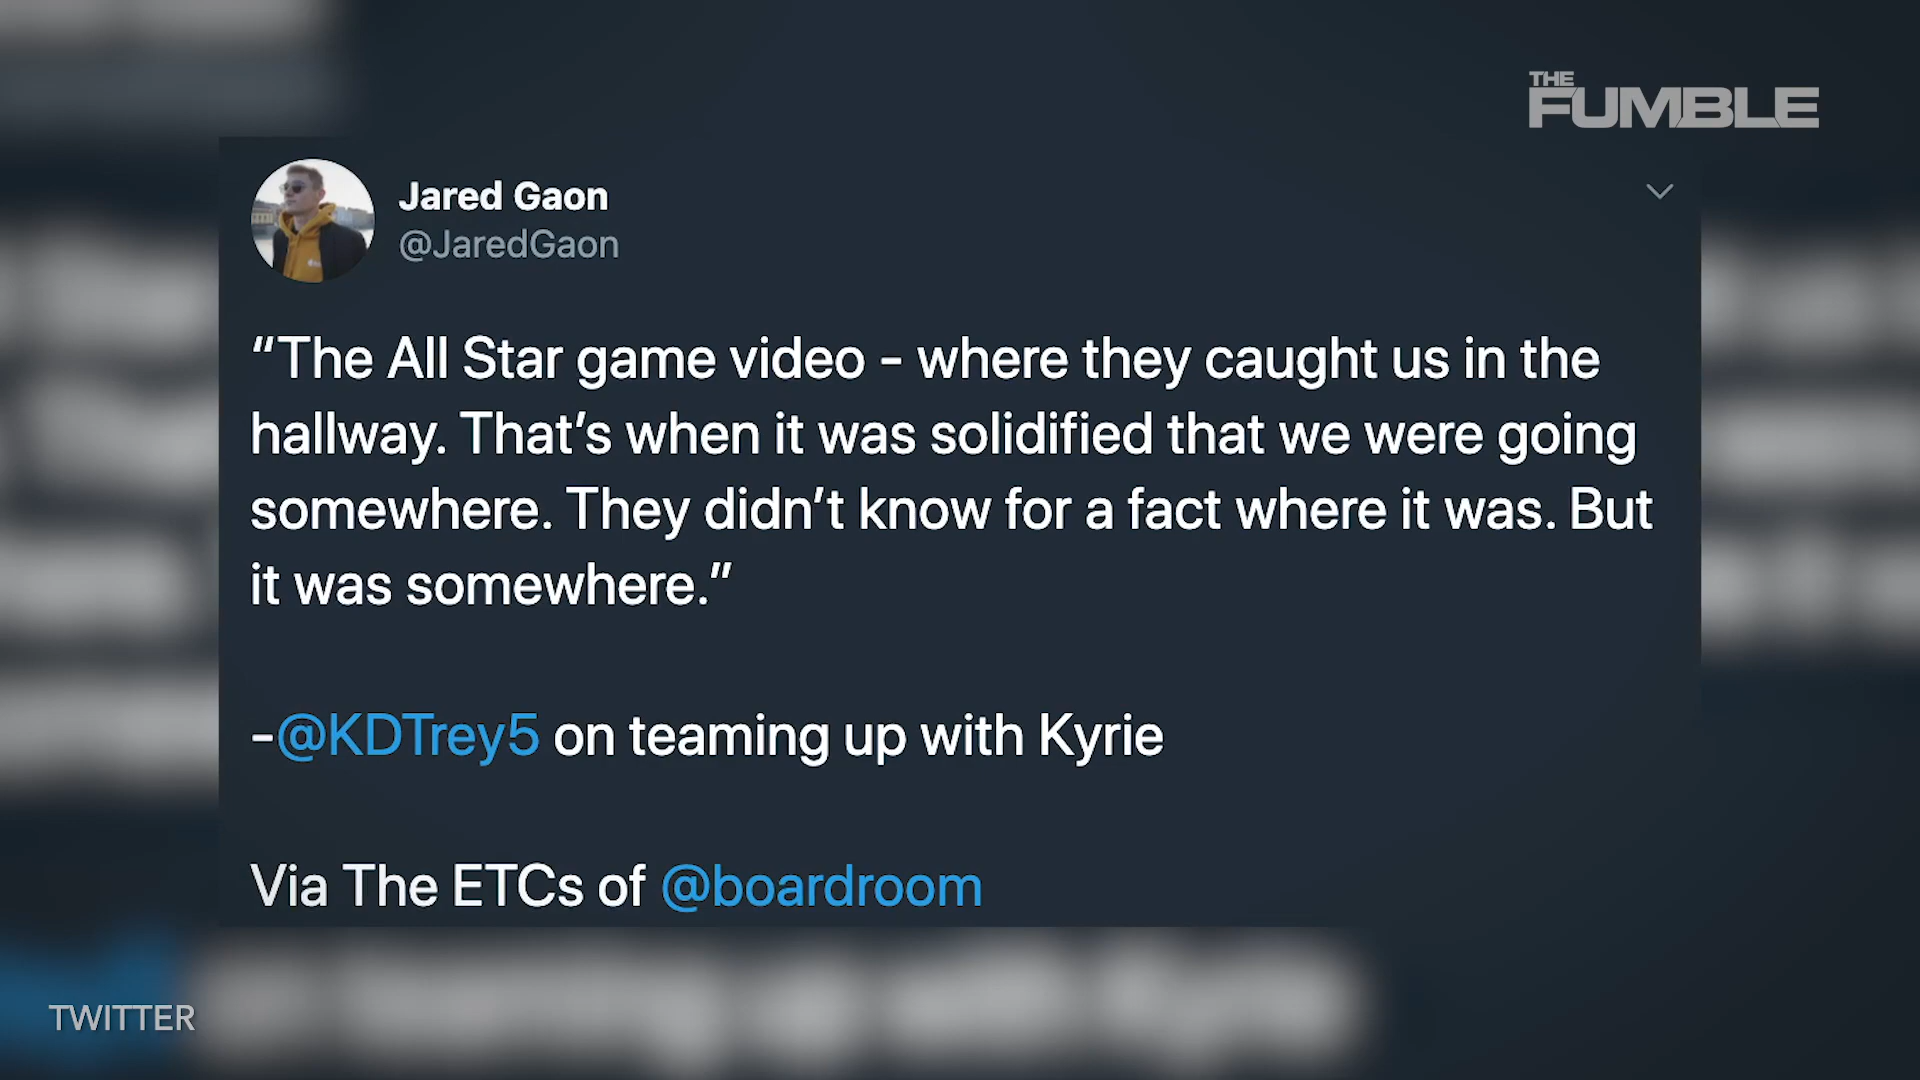 THE
FUMBLE
Jared Gaon
@JaredGaon
“The All Star game video – where they caught us in the
hallway. That’s when it was solidified that we were going
somewhere. They didn’t know for a fact where it was. But
it was somewhere.”
-@KDTrey5 on teaming up with Kyrie
Via The ETCs of @boardroom
TWITTER